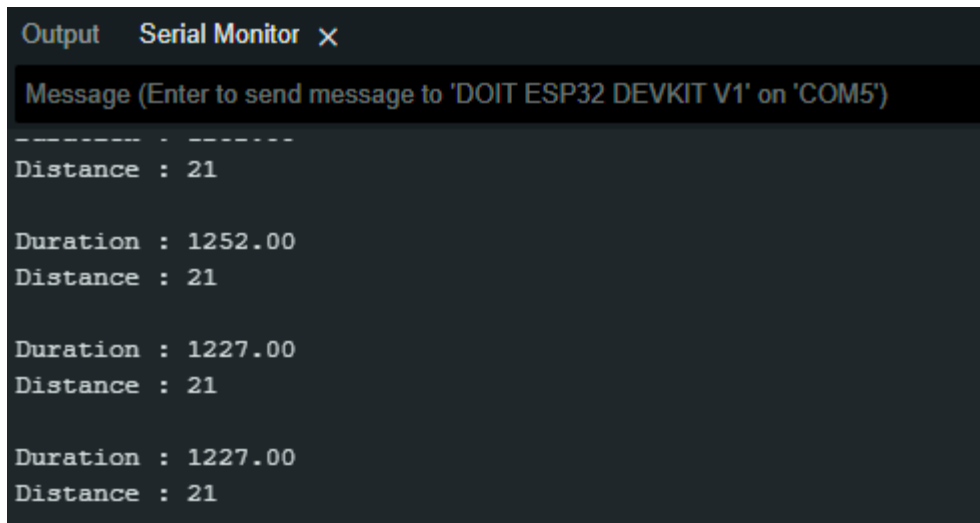 Output Serial Monitor ×
Message (Enter to send message to 'DOIT ESP32 DEVKIT V1' on 'COM5')
Distance : 21
Duration : 1252.00
Distance : 21
Duration : 1227.00
Distance : 21
Duration : 1227.00
Distance : 21